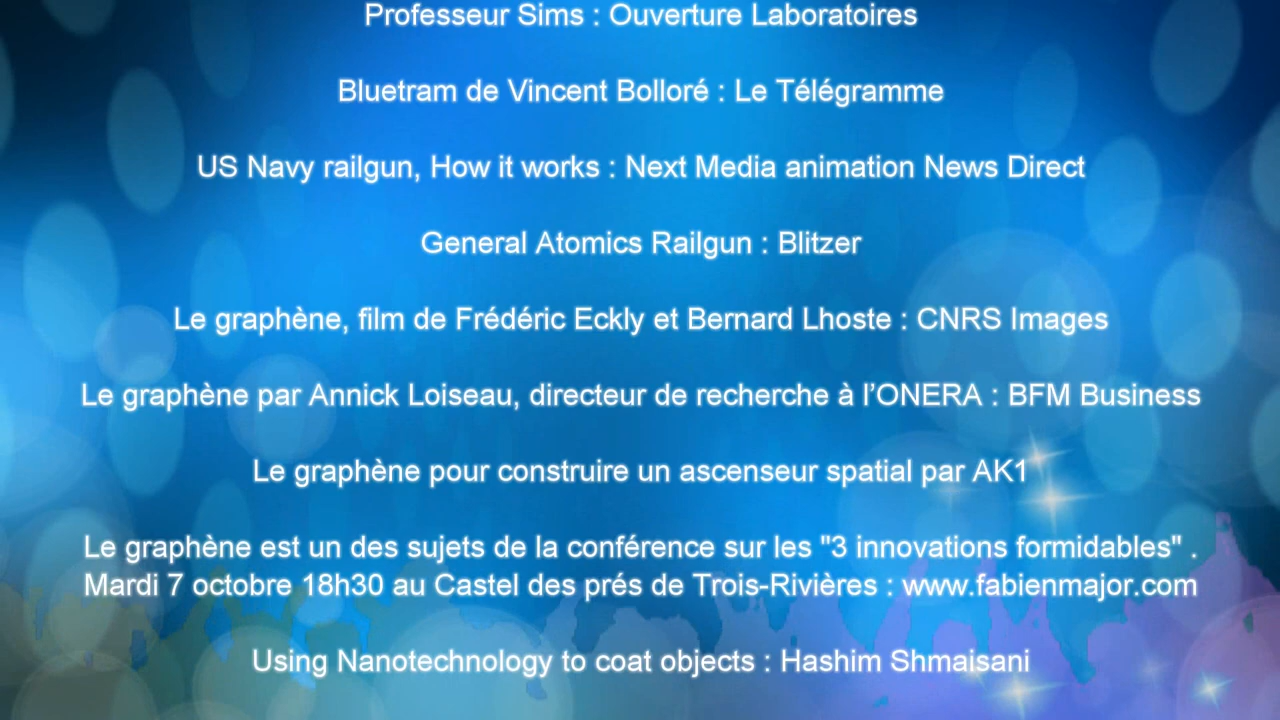 Professeur Sims : Ouverture Laboratoires
Bluetram de Vincent Bolloré : Le Télégramme
US Navy railgun, How it works : Next Media animation News Direct
General Atomics Railgun : Blitzer
Le graphène, film de Frédéric Eckly et Bernard Lhoste : CNRS Images
Le graphène par Annick Loiseau, directeur de recherche à l’ONERA : BFM Business
Le graphène pour construire un ascenseur spatial par AK1
Le graphène est un des sujets de la conférence sur les "3 innovations formidables" .
Mardi 7 octobre 18h30 au Castel des prés de Trois-Rivières : www.fabienmajor.com
Using Nanotechnology to coat objects : Hashim Shmaisani